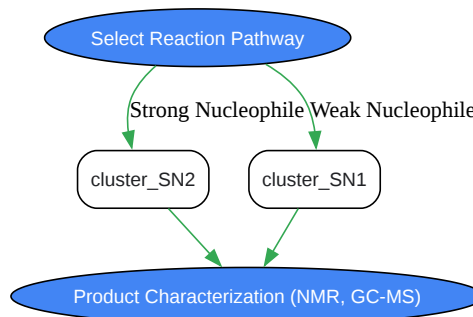 Select Reaction Pathway
Strong Nucleophile Weak Nucleophile
cluster_SN2 cluster_SN1
Product Characterization (NMR, GC-MS)